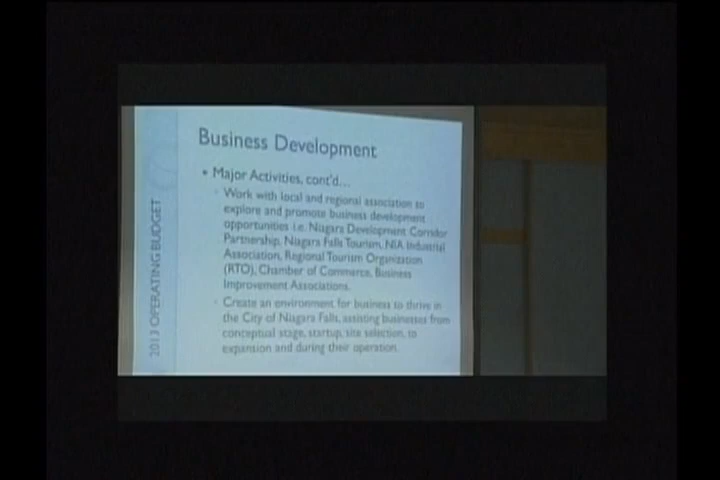 Business Development
• Major Activities, cont'd...
◦ Work with local and regional association to
explore and promote business development
opportunities i.e. Niagara Development Corridor
Partnership, Niagara Falls Tourism, NIA Industrial
Association, Regional Tourism Organization
(RTO), Chamber of Commerce, Business
Improvement Associations.
◦ Create an environment for business to thrive in
the City of Niagara Falls, assisting businesses from
conceptual stage, startup, site selection, to
expansion and during their operation.
2013 OPERATING BUDGET